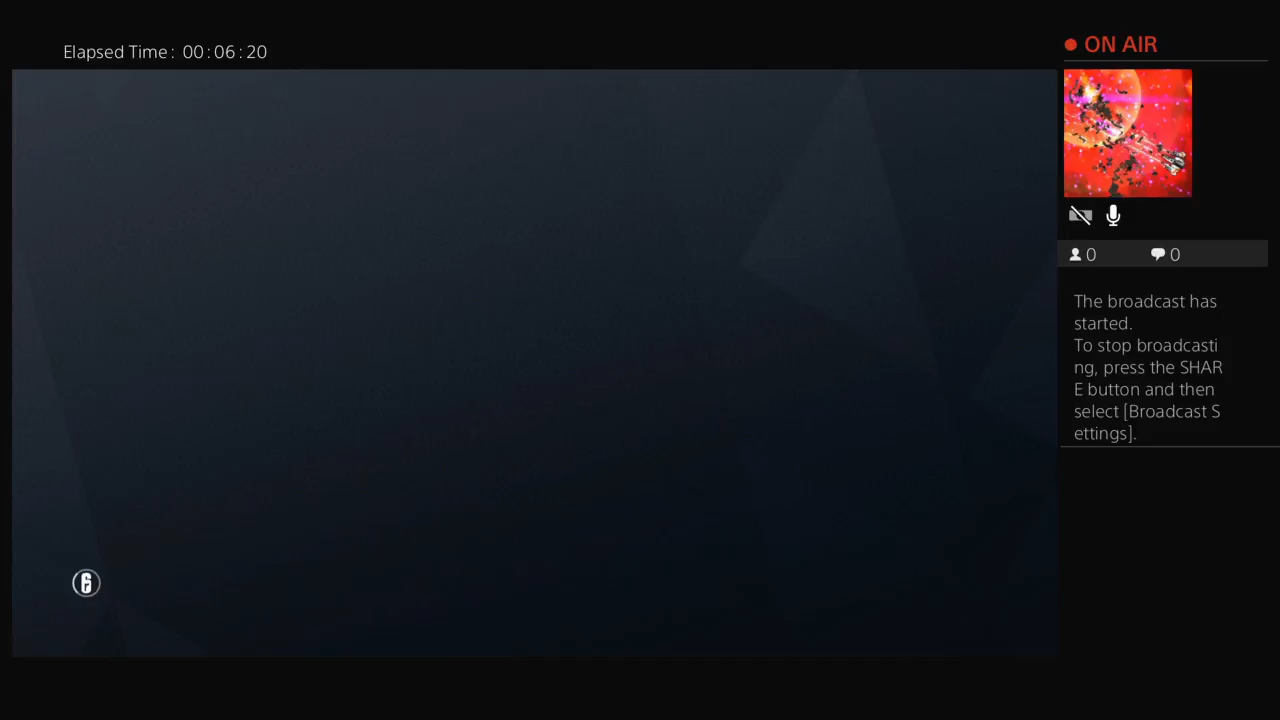 Elapsed Time: 00:06:20
ON AIR
0
0
The broadcast has
started.
To stop broadcasti
ng, press the SHAR
E button and then
select [Broadcast S
ettings].
6